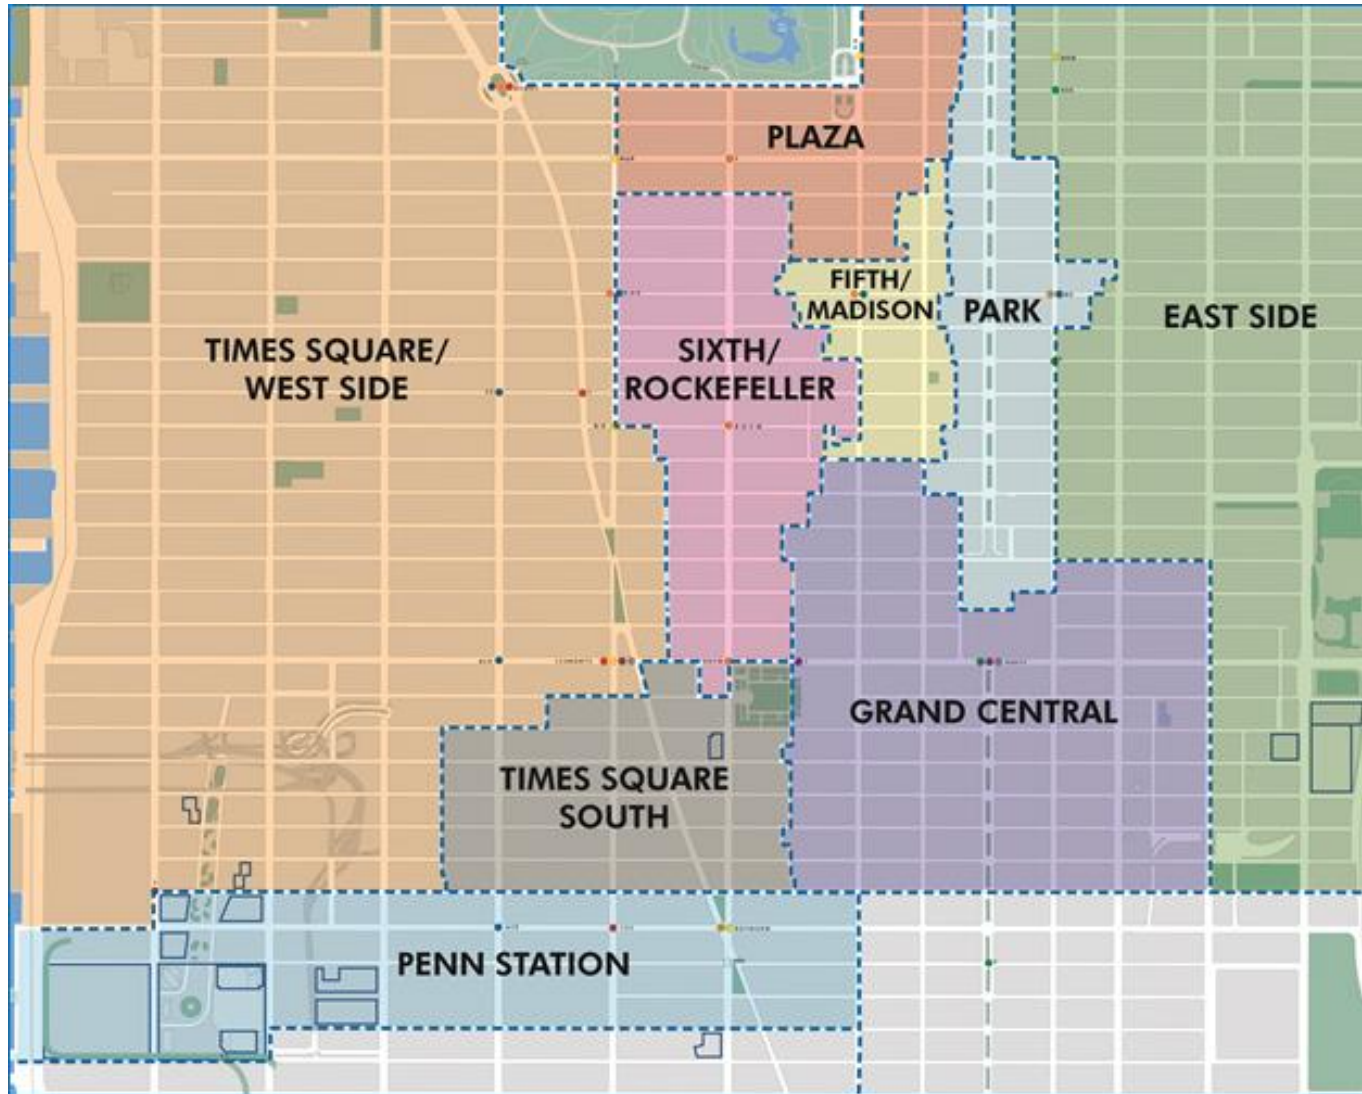 PLAZA
FIFTH/
MADISON
PARK
EAST SIDE
TIMES SQUARE/
WEST SIDE
SIXTH/
ROCKEFELLER
GRAND CENTRAL
TIMES SQUARE
SOUTH
PENN STATION